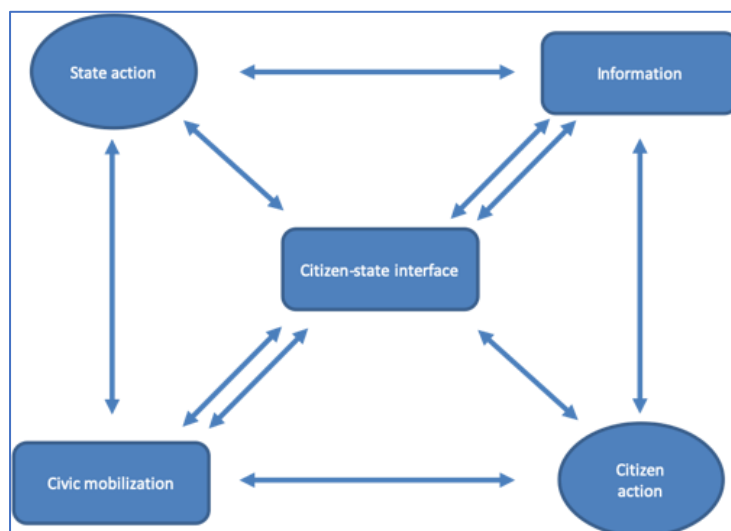 State action
Information
Citizen-state interface
Civic mobilization
Citizen
action